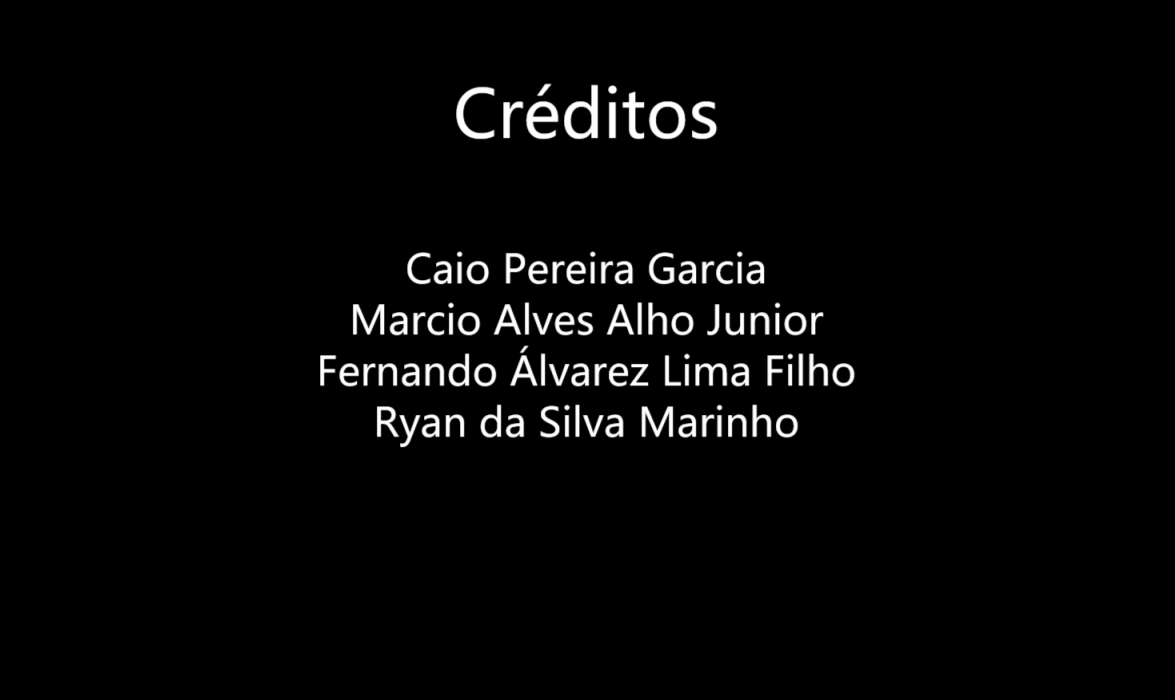 Créditos
Caio Pereira Garcia
Marcio Alves Alho Junior
Fernando Álvarez Lima Filho
Ryan da Silva Marinho